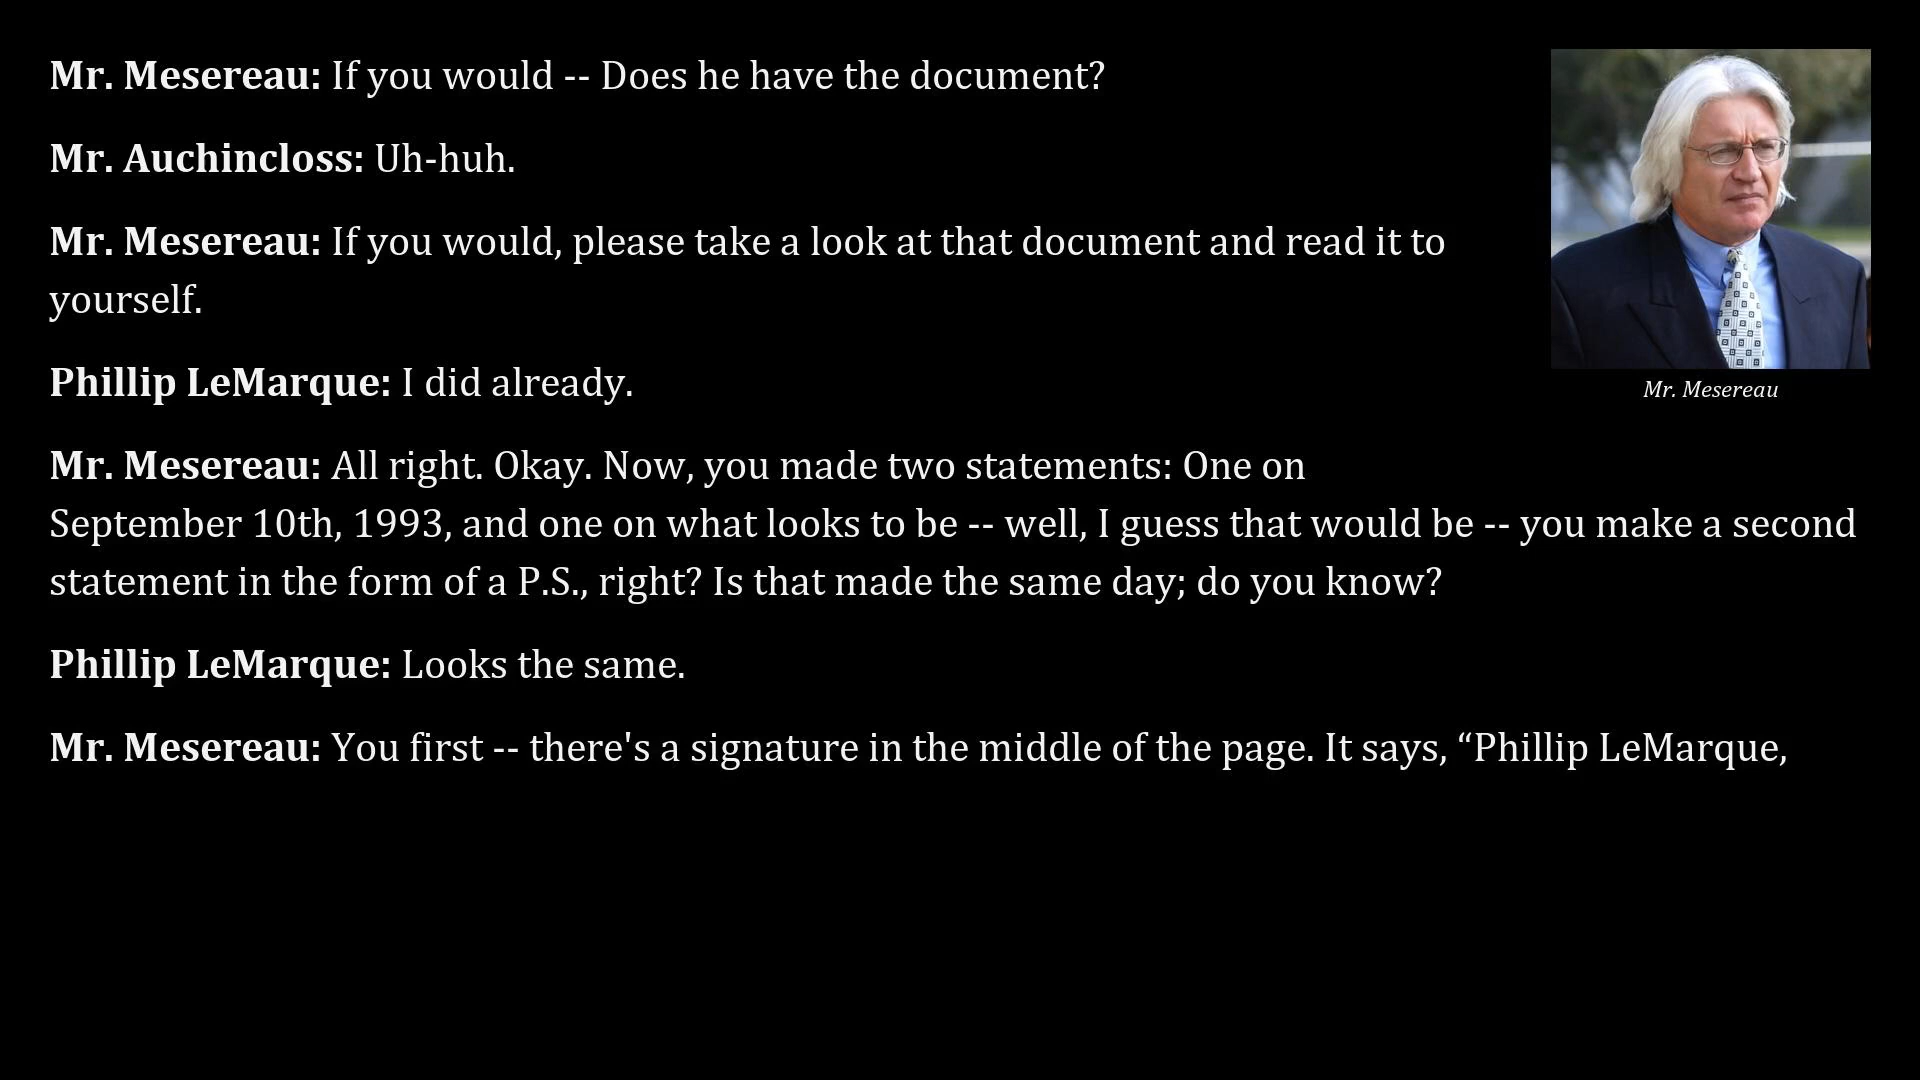 Mr. Mesereau: If you would -- Does he have the document?
Mr. Auchincloss: Uh-huh.
Mr. Mesereau: If you would, please take a look at that document and read it to
yourself.
Phillip LeMarque: I did already.
Mr. Mesereau
Mr. Mesereau: All right. Okay. Now, you made two statements: One on
September 10th, 1993, and one on what looks to be -- well, I guess that would be -- you make a second
statement in the form of a P.S., right? Is that made the same day; do you know?
Phillip LeMarque: Looks the same.
Mr. Mesereau: You first -- there's a signature in the middle of the page. It says, “Phillip LeMarque,